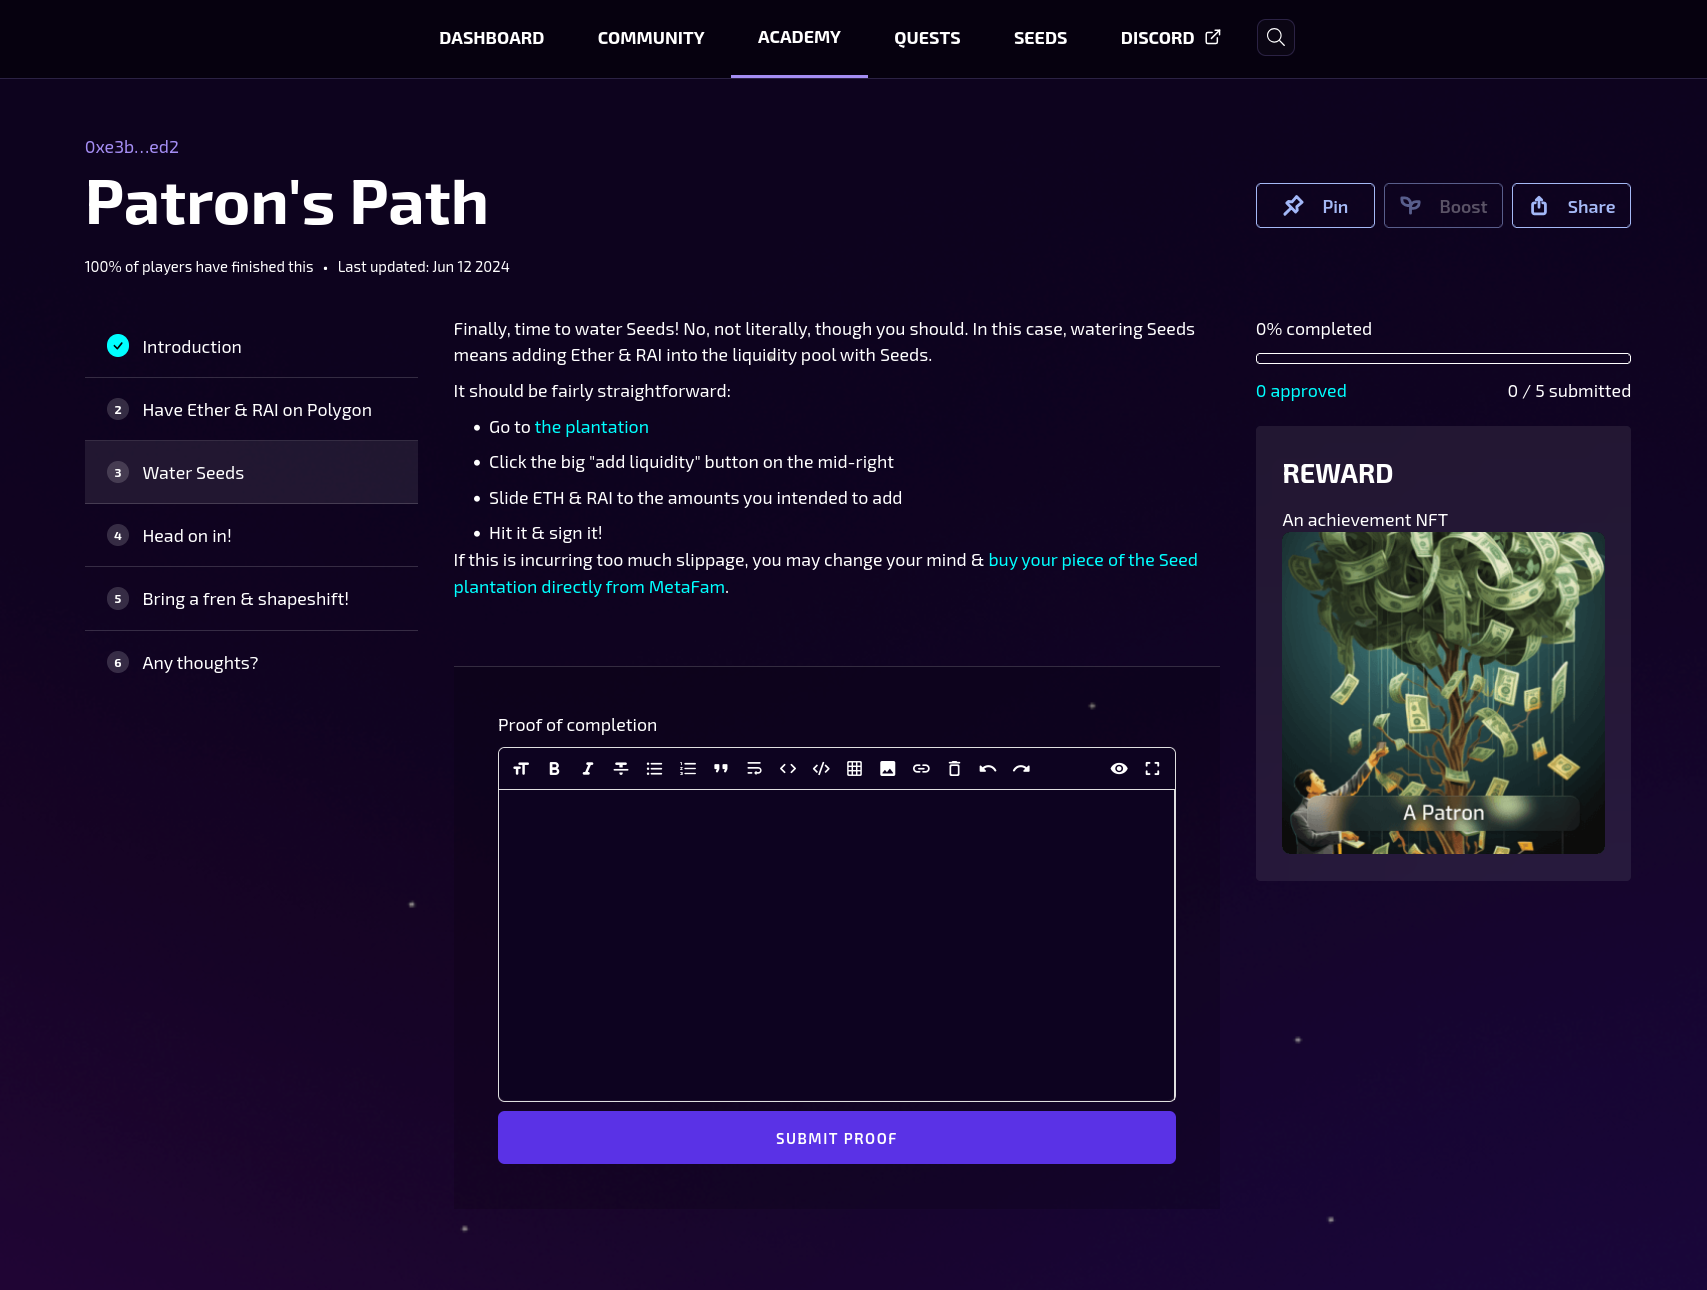 DASHBOARD COMMUNITY ACADEMY QUESTS SEEDS DISCORD
0xe3b...ed2
Patron's Path
Pin Boost Share
100% of players have finished this • Last updated: Jun 12 2024
Introduction
2 Have Ether & RAI on Polygon
3 Water Seeds
4 Head on in!
5 Bring a fren & shapeshift!
6 Any thoughts?
Finally, time to water Seeds! No, not literally, though you should. In this case, watering Seeds
means adding Ether & RAI into the liquidity pool with Seeds.
It should be fairly straightforward:
• Go to the plantation
• Click the big "add liquidity" button on the mid-right
• Slide ETH & RAI to the amounts you intended to add
• Hit it & sign it!
If this is incurring too much slippage, you may change your mind & buy your piece of the Seed
plantation directly from MetaFam.
Proof of completion
SUBMIT PROOF
0% completed
0 approved 0 / 5 submitted
REWARD
An achievement NFT
A Patron